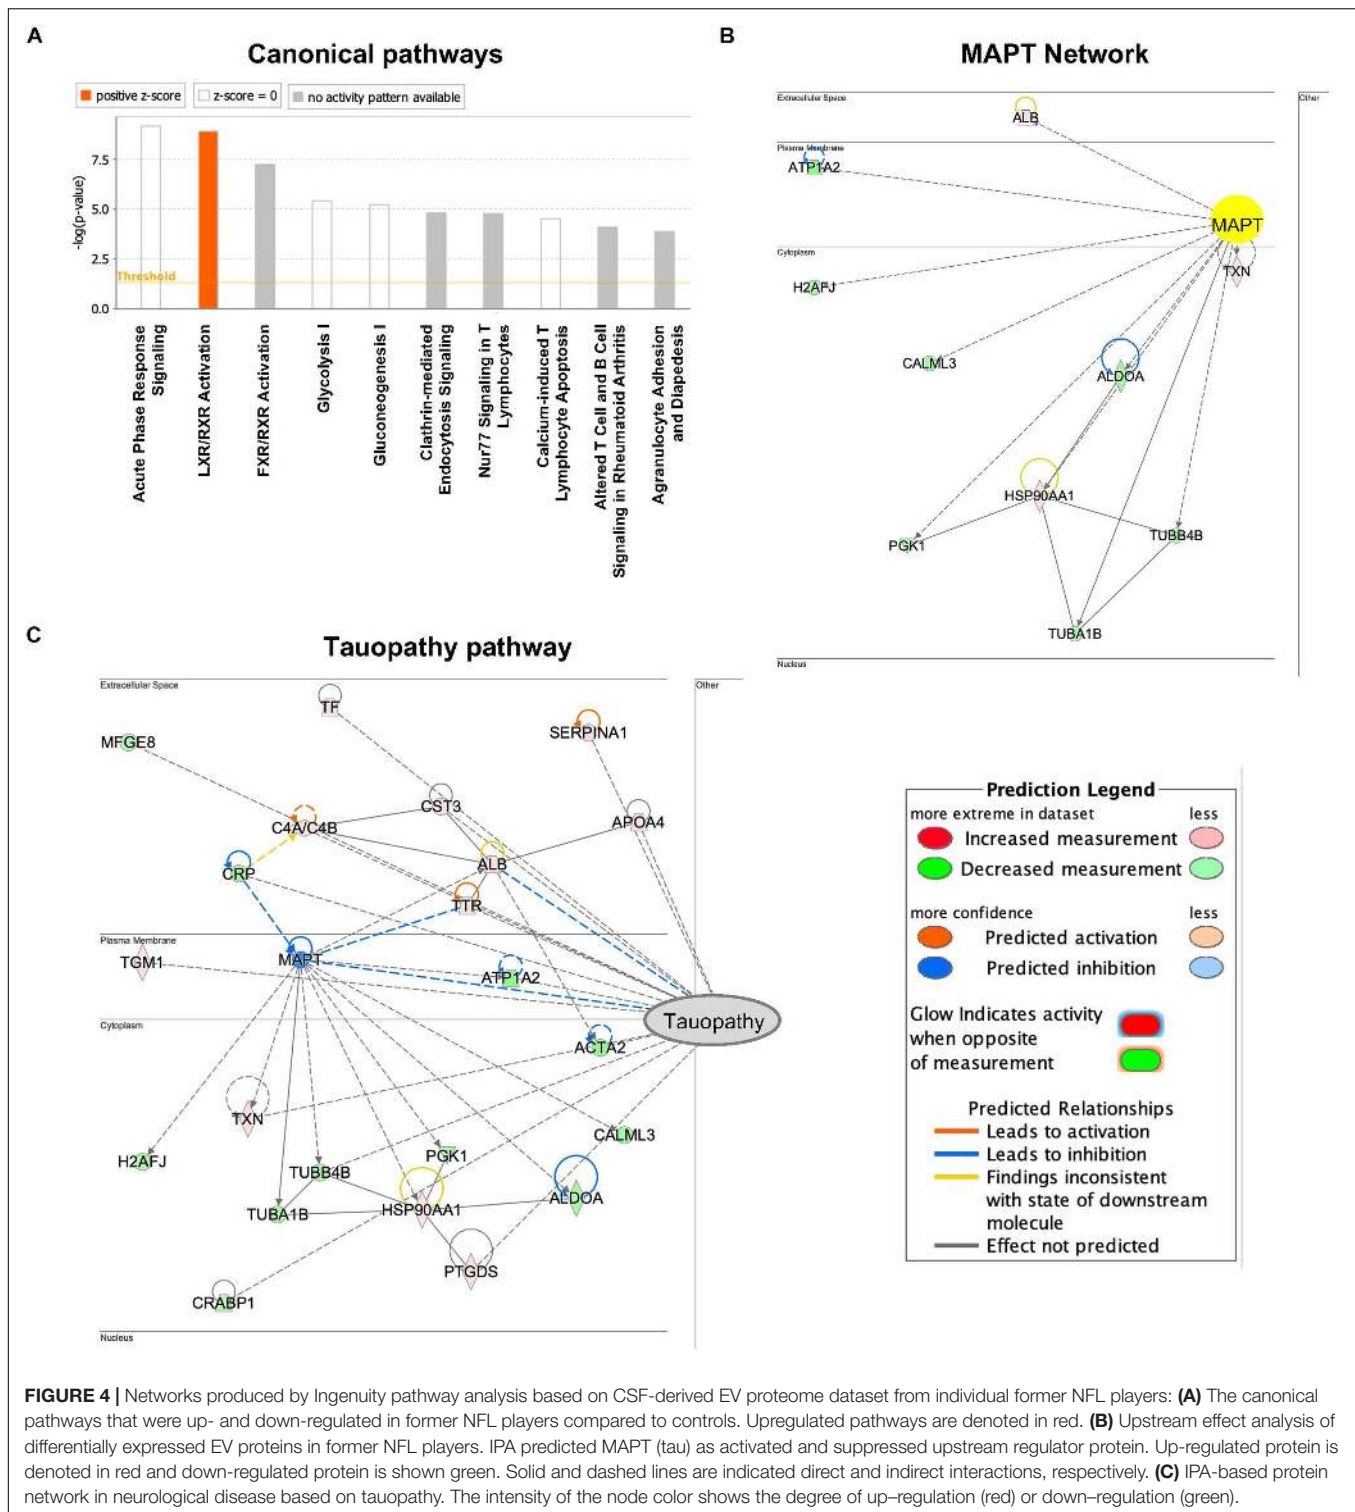 A
Canonical pathways
positive z-score
z-score = 0
no activity pattern available
-log(p-value)
7.5
5.0
2.5
0.0
Threshold
Acute Phase Response
Signaling
LXR/RXR Activation
FXR/RXR Activation
Glycolysis I
Gluconeogenesis I
Clathrin-mediated
Endocytosis Signaling
Nur77 Signaling in T
Lymphocytes
Calcium-induced T
Lymphocyte Apoptosis
Altered T Cell and B Cell
Signaling in Rheumatoid Arthritis
Agranulocyte Adhesion
and Diapedesis
B
MAPT Network
Extracellular Space
Other
ALB
Plasma Membrane
ATP1A2
MAPT
Cytoplasm
TXN
H2AFJ
CALML3
ALDOA
HSP90AA1
PGK1
TUBB4B
TUBA1B
Nucleus
C
Tauopathy pathway
Extracellular Space
Other
TF
SERPINA1
MFGE8
CST3
C4A/C4B
APOA4
ALB
CRP
TTR
Plasma Membrane
TGM1
MAPT
ATP1A2
Cytoplasm
Tauopathy
ACTA2
TXN
CALML3
H2AFJ
PGK1
TUBB4B
ALDOA
TUBA1B
HSP90AA1
PTGDS
CRABP1
Nucleus
Prediction Legend
more extreme in dataset less
Increased measurement
Decreased measurement
more confidence less
Predicted activation
Predicted inhibition
Glow Indicates activity
when opposite
of measurement
Predicted Relationships
Leads to activation
Leads to inhibition
Findings inconsistent
with state of downstream
molecule
Effect not predicted
FIGURE 4 | Networks produced by Ingenuity pathway analysis based on CSF-derived EV proteome dataset from individual former NFL players: (A) The canonical
pathways that were up- and down-regulated in former NFL players compared to controls. Upregulated pathways are denoted in red. (B) Upstream effect analysis of
differentially expressed EV proteins in former NFL players. IPA predicted MAPT (tau) as activated and suppressed upstream regulator protein. Up-regulated protein is
denoted in red and down-regulated protein is shown green. Solid and dashed lines are indicated direct and indirect interactions, respectively. (C) IPA-based protein
network in neurological disease based on tauopathy. The intensity of the node color shows the degree of up–regulation (red) or down–regulation (green).